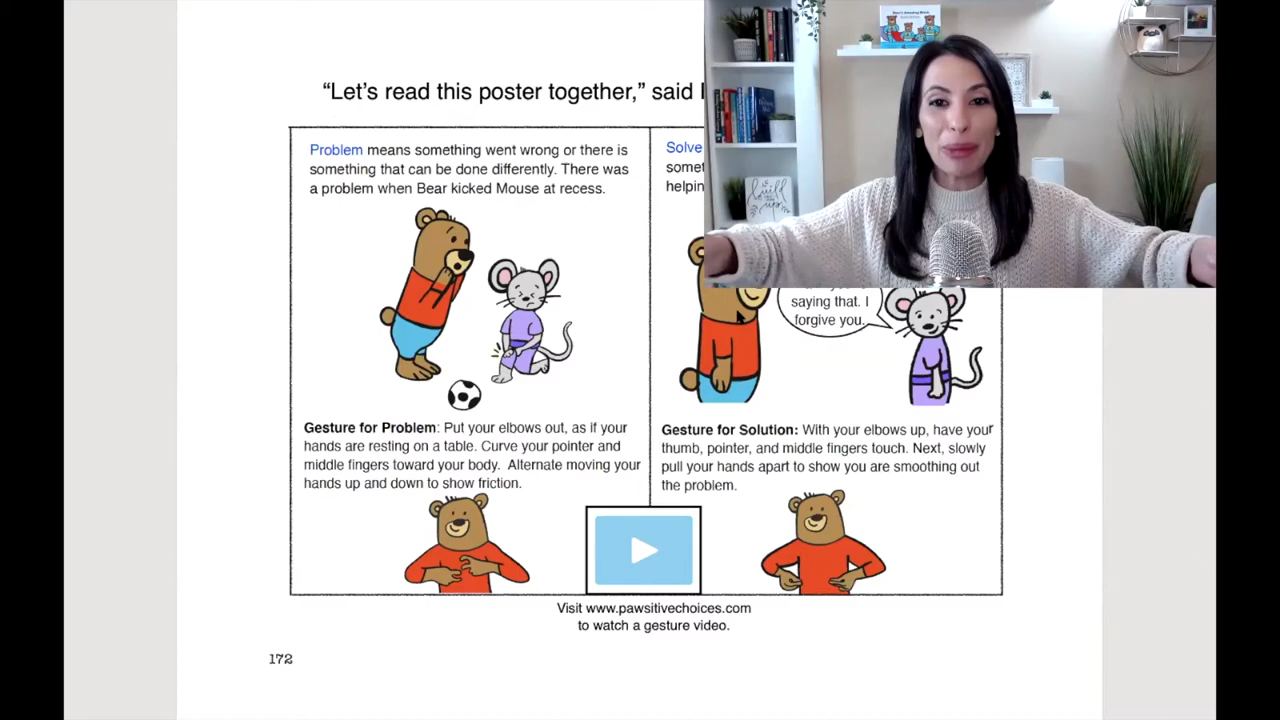 “Let’s read this poster together,” said
Problem means something went wrong or there is
something that can be done differently. There was
a problem when Bear kicked Mouse at recess.
Solve
helpin
saying that. I
forgive you.
Gesture for Problem: Put your elbows out, as if your
hands are resting on a table. Curve your pointer and
middle fingers toward your body. Alternate moving your
hands up and down to show friction.
Gesture for Solution: With your elbows up, have your
thumb, pointer, and middle fingers touch. Next, slowly
pull your hands apart to show you are smoothing out
the problem.
Visit www.pawsitivechoices.com
to watch a gesture video.
172